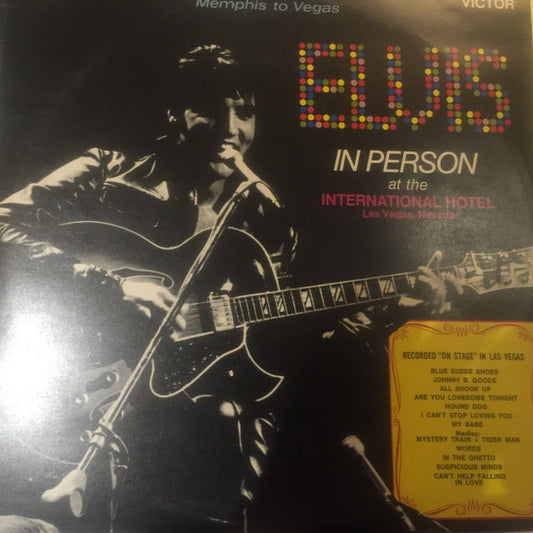 Memphis to Vegas
VICTOR
ELVIS
IN PERSON
at the
INTERNATIONAL HOTEL
Las Vegas, Nevada
RECORDED "ON STAGE" IN LAS VEGAS
BLUE SUEDE SHOES
JOHNNY B. GOODE
ALL SHOOK UP
ARE YOU LONESOME TONIGHT
HOUND DOG
I CAN'T STOP LOVING YOU
MY BABE
Medley:
MYSTERY TRAIN • TIGER MAN
WORDS
IN THE GHETTO
SUSPICIOUS MINDS
CAN'T HELP FALLING
IN LOVE